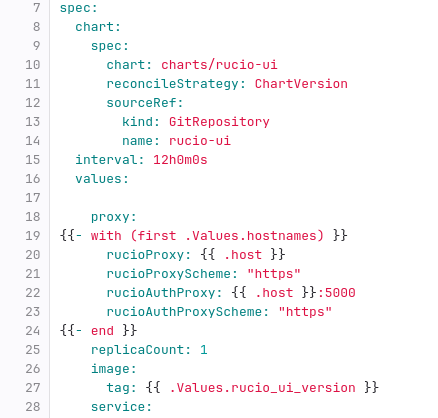 7 spec:
8   chart:
9     spec:
10       chart: charts/rucio-ui
11       reconcileStrategy: ChartVersion
12       sourceRef:
13         kind: GitRepository
14         name: rucio-ui
15   interval: 12h0m0s
16   values:
17
18     proxy:
19 {{- with (first .Values.hostnames) }}
20       rucioProxy: {{ .host }}
21       rucioProxyScheme: "https"
22       rucioAuthProxy: {{ .host }}:5000
23       rucioAuthProxyScheme: "https"
24 {{- end }}
25     replicaCount: 1
26     image:
27       tag: {{ .Values.rucio_ui_version }}
28     service: